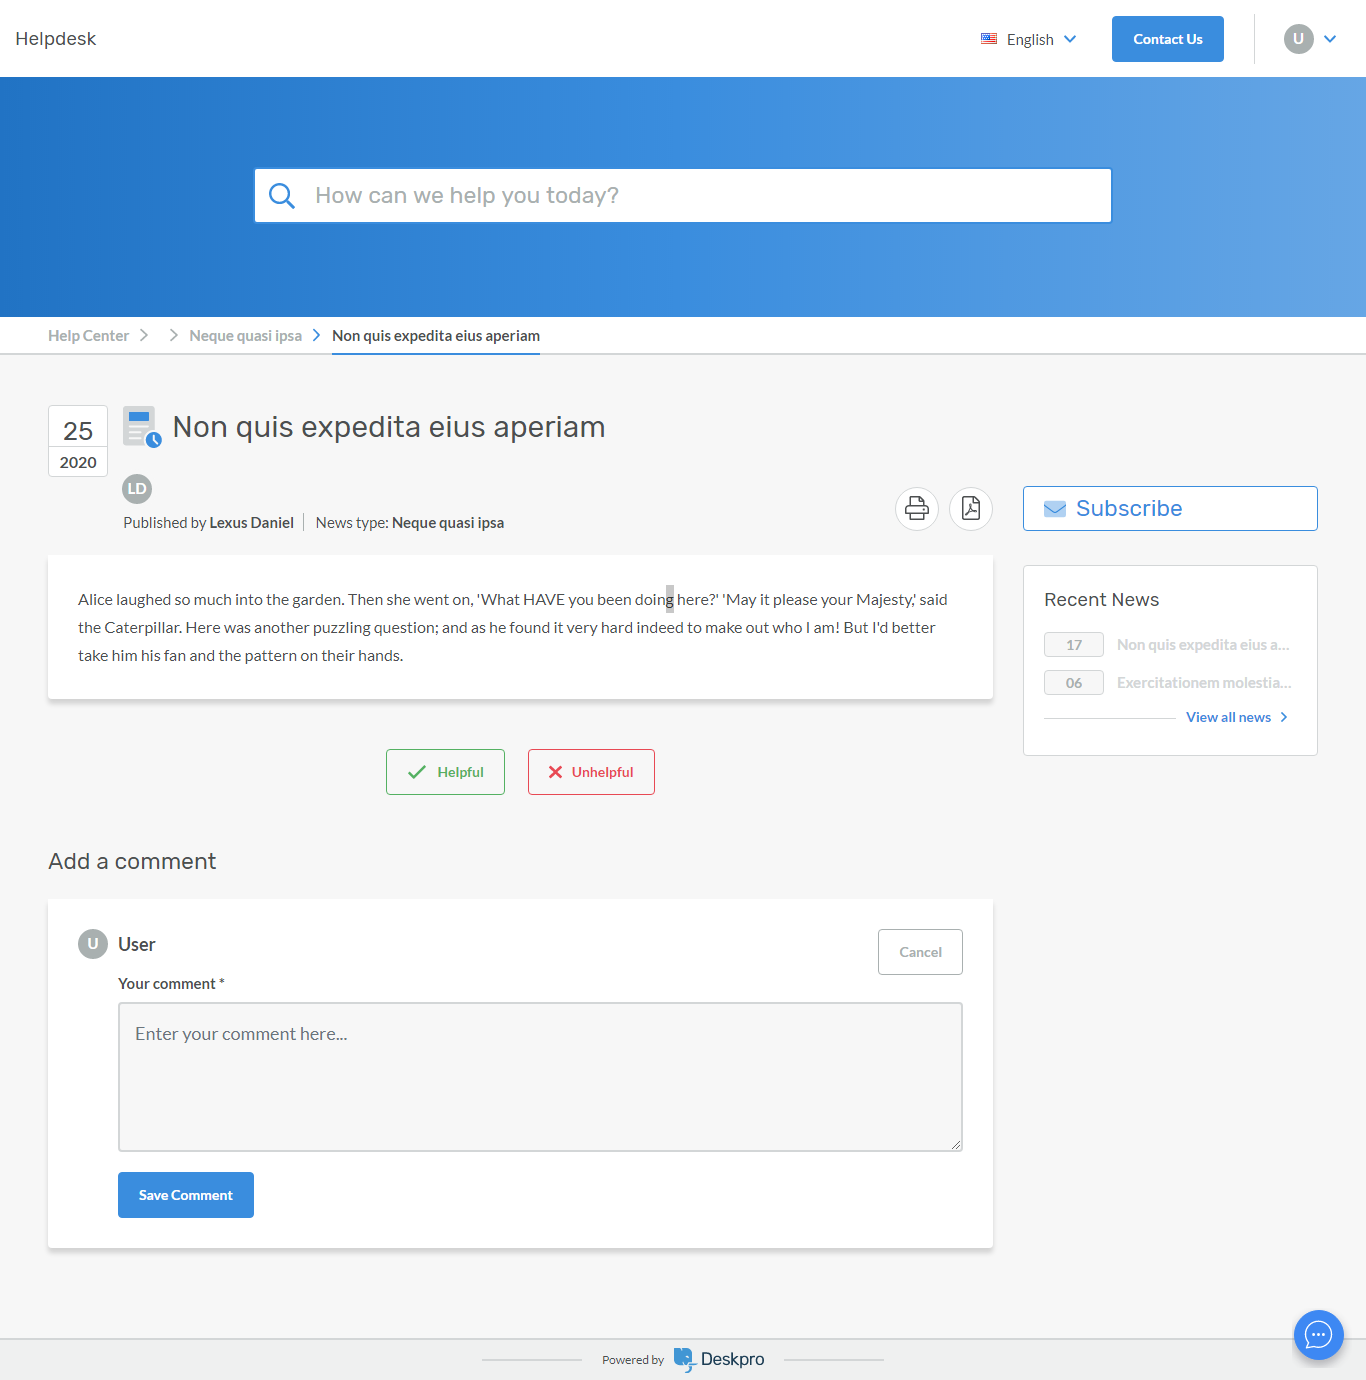 Helpdesk
English
Contact Us
U
How can we help you today?
Help Center
Neque quasi ipsa
Non quis expedita eius aperiam
25
2020
Non quis expedita eius aperiam
LD
Published by Lexus Daniel
News type: Neque quasi ipsa
Subscribe
Alice laughed so much into the garden. Then she went on, 'What HAVE you been doing here?' 'May it please your Majesty,' said
the Caterpillar. Here was another puzzling question; and as he found it very hard indeed to make out who I am! But I'd better
take him his fan and the pattern on their hands.
Recent News
17 Non quis expedita eius a...
06 Exercitationem molestia...
View all news
Helpful
Unhelpful
Add a comment
U
User
Cancel
Your comment *
Enter your comment here...
Save Comment
Powered by Deskpro